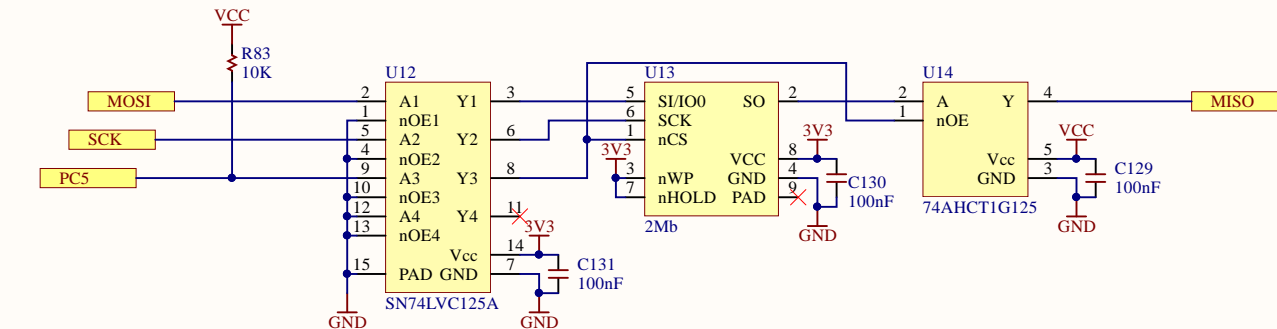 VCC
R83
10K
MOSI
SCK
PC5
U12
2 A1 Y1 3
1 nOE1
5 A2 Y2 6
4 nOE2
9 A3 Y3 8
10 nOE3
12 A4 Y4 11
13 nOE4
Vcc 14
15 PAD GND 7
SN74LVC125A
GND
3V3
C131
100nF
GND
U13
5 SI/IO0 SO 2
6 SCK
1 nCS
3V3
VCC 8
3 nWP GND 4
7 nHOLD PAD 9
2Mb
3V3
C130
100nF
GND
U14
2 A Y 4
1 nOE
Vcc 5
GND 3
74AHCT1G125
MISO
VCC
C129
100nF
GND